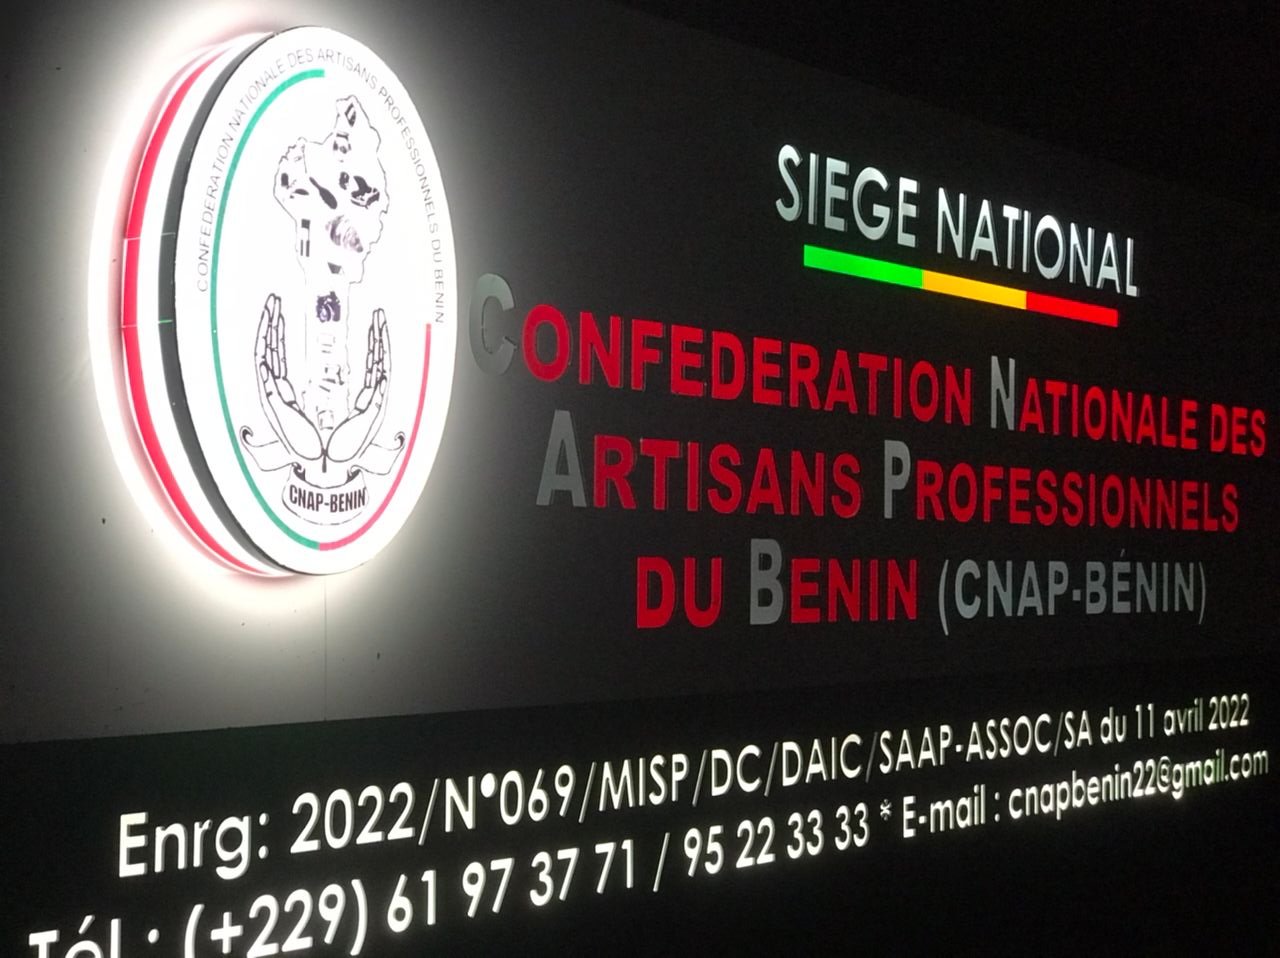 CONFEDERATION NATIONALE DES ARTISANS PROFESSIONNELS DU BENIN
CNAP-BENIN
SIEGE NATIONAL
CONFEDERATION NATIONALE DES
ARTISANS PROFESSIONNELS
DU BENIN (CNAP-BÉNIN)
Enrg: 2022/N°069/MISP/DC/DAIC/SAAP-ASSOC/SA du 11 avril 2022
Tél : (+229) 61 97 37 71 / 95 22 33 33 * E-mail : cnapbenin22@gmail.com